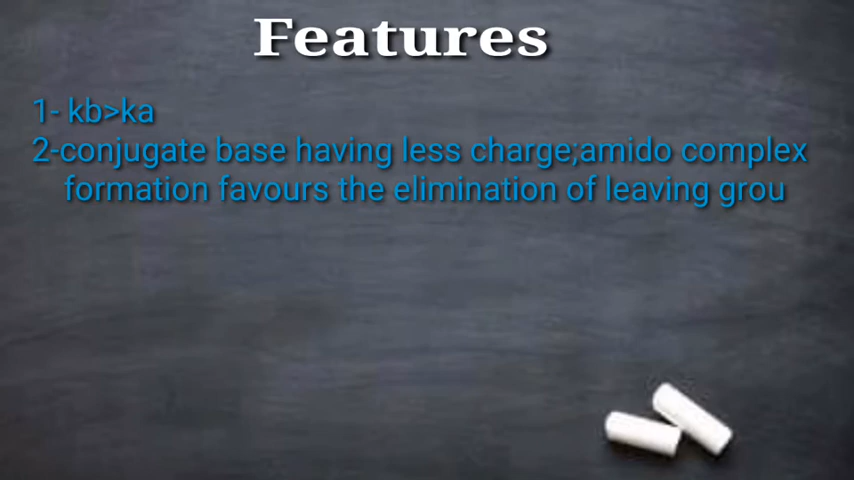 Features
1- kb>ka
2-conjugate base having less charge;amido complex
formation favours the elimination of leaving grou